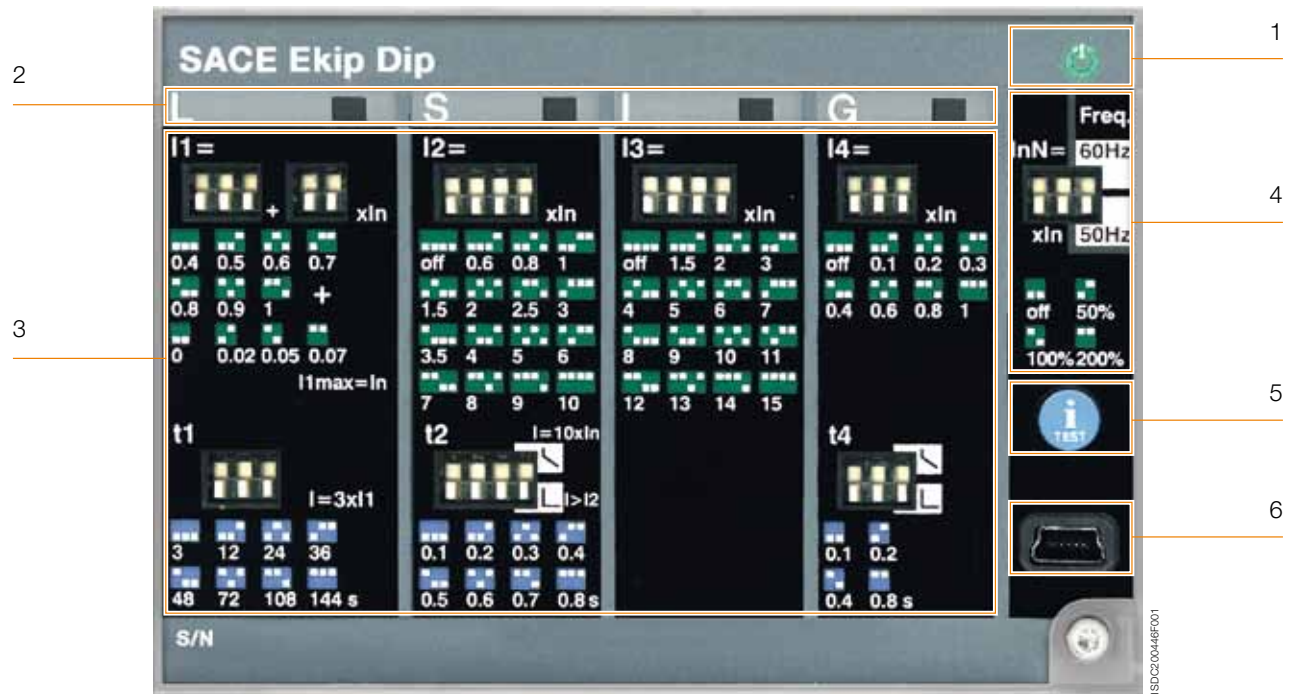 1
SACE Ekip Dip
2
L S I G
Freq.
I1= I2= I3= I4=
InN= 60Hz
4
+ xIn xIn xIn xIn
xIn 50Hz
0.4 0.5 0.6 0.7
off 0.6 0.8 1
off 1.5 2 3
off 0.1 0.2 0.3
0.8 0.9 1 +
1.5 2 2.5 3
4 5 6 7
0.4 0.6 0.8 1
off 50%
3
0 0.02 0.05 0.07
3.5 4 5 6
8 9 10 11
100% 200%
I1max=In
7 8 9 10
12 13 14 15
5
i
TEST
t1
t2 I=10xIn
t4
I=3xI1
I>I2
6
3 12 24 36
0.1 0.2 0.3 0.4
0.1 0.2
48 72 108 144 s
0.5 0.6 0.7 0.8 s
0.4 0.8 s
S/N
1SDC200446F001